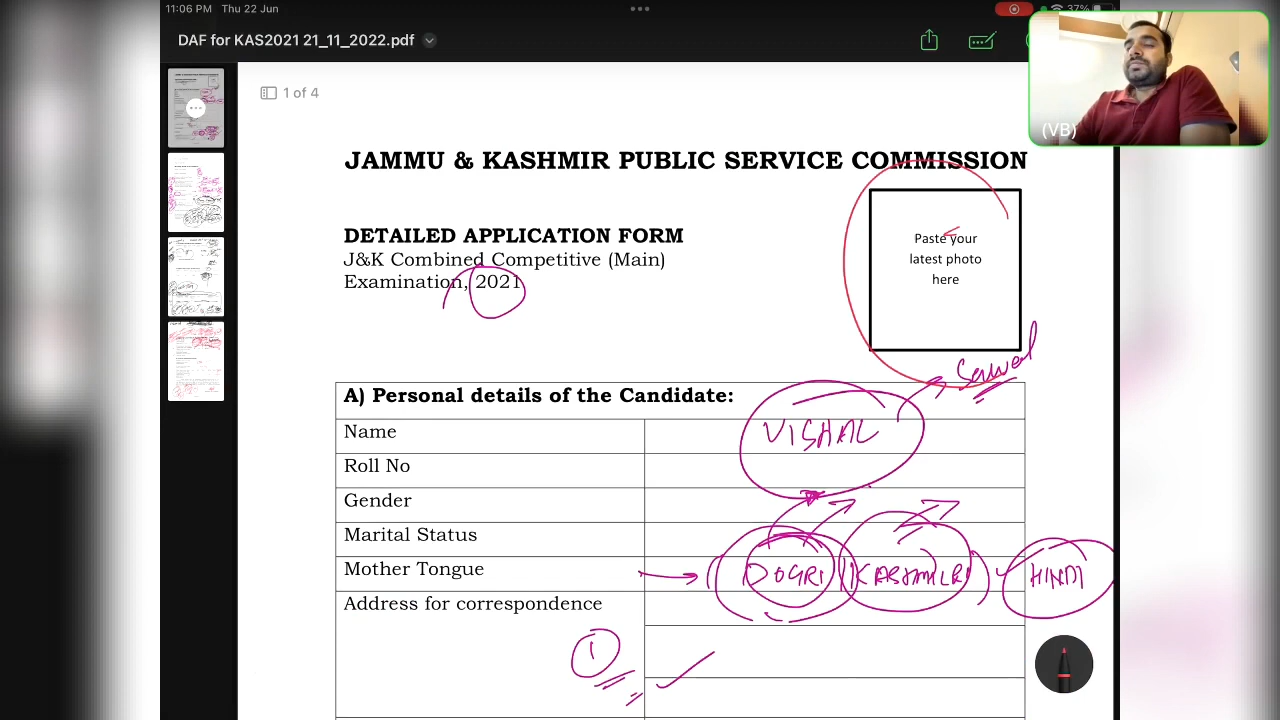 11:06 PM Thu 22 Jun
37%
DAF for KAS2021 21_11_2022.pdf
(VB)
1 of 4
JAMMU & KASHMIR PUBLIC SERVICE COMMISSION
DETAILED APPLICATION FORM
J&K Combined Competitive (Main)
Examination, 2021
Paste your
latest photo
here
A) Personal details of the Candidate:
Name VISHAL
Roll No
Gender
Marital Status
Mother Tongue DOGRI KASHMIRI HINDI
Address for correspondence
1